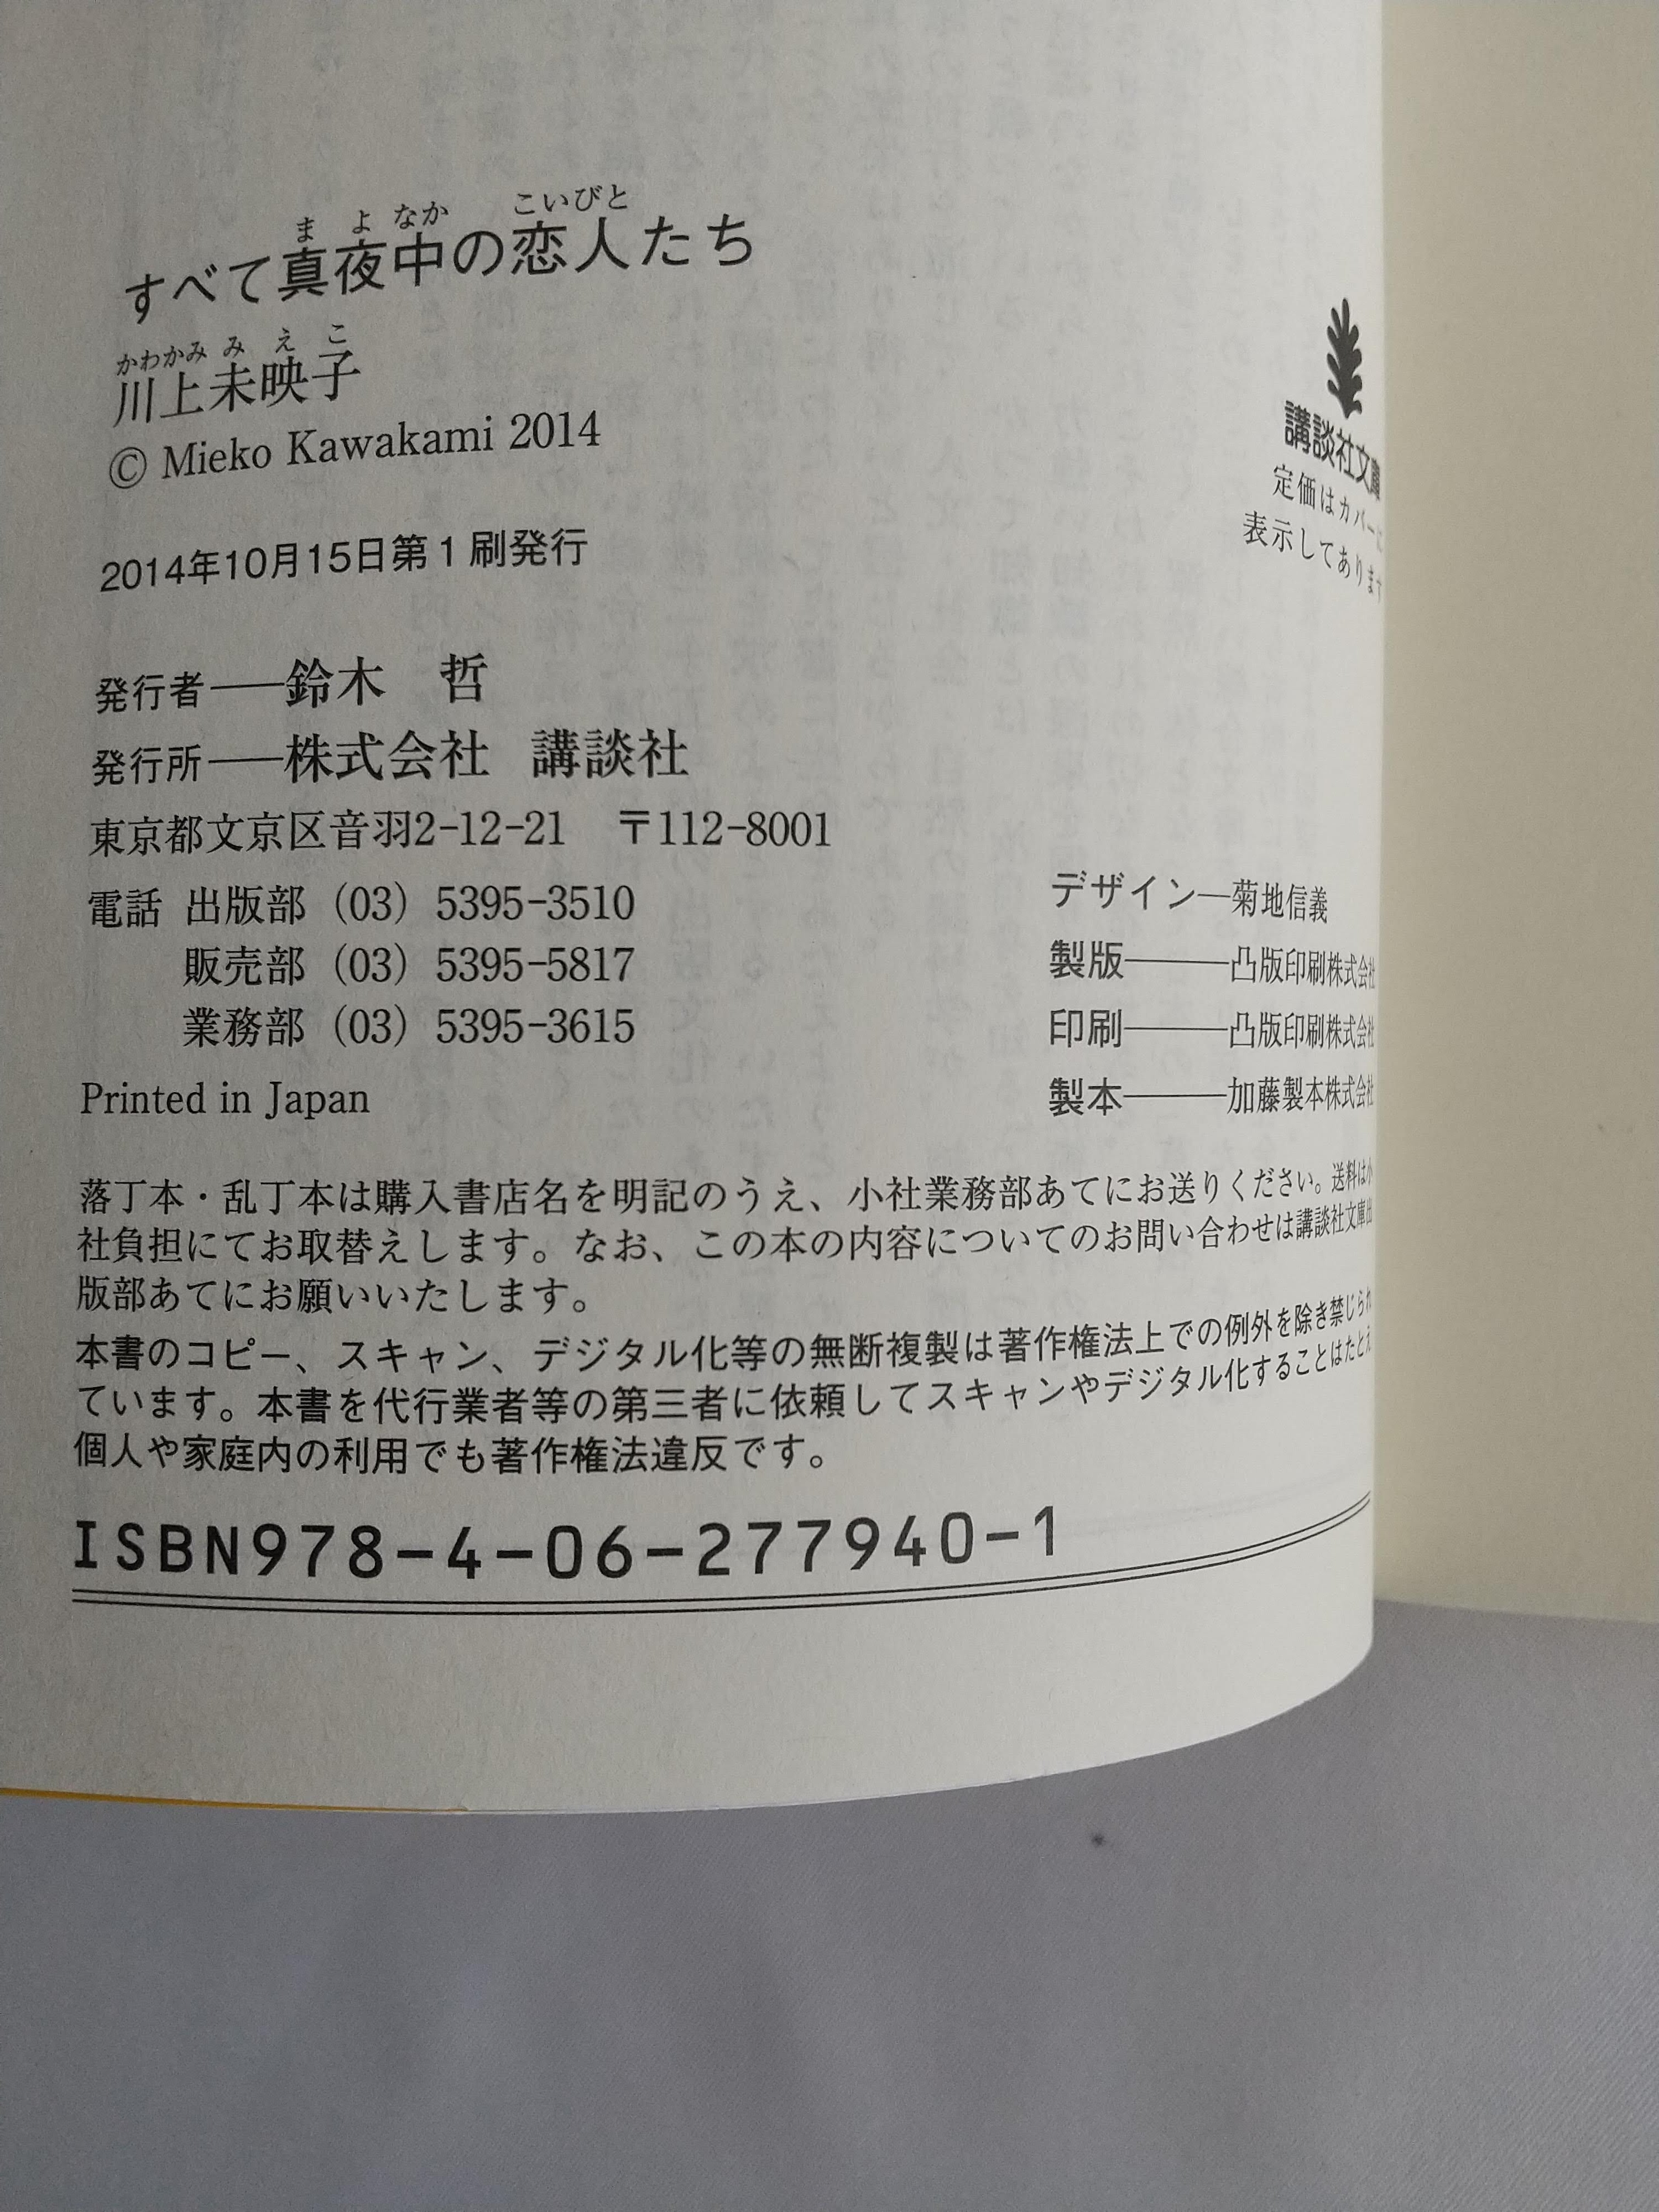 すべて真夜中の恋人たち
川上未映子
© Mieko Kawakami 2014
講談社文庫
定価はカバーに
表示してあります
2014年10月15日第1刷発行
発行者――鈴木 哲
発行所――株式会社 講談社
東京都文京区音羽2-12-21 〒112-8001
電話 出版部 (03) 5395-3510
販売部 (03) 5395-5817
業務部 (03) 5395-3615
Printed in Japan
デザイン―菊地信義
製版――――凸版印刷株式会社
印刷――――凸版印刷株式会社
製本――――加藤製本株式会社
落丁本・乱丁本は購入書店名を明記のうえ、小社業務部あてにお送りください。送料は小
社負担にてお取替えします。なお、この本の内容についてのお問い合わせは講談社文庫出
版部あてにお願いいたします。
本書のコピー、スキャン、デジタル化等の無断複製は著作権法上での例外を除き禁じられ
ています。本書を代行業者等の第三者に依頼してスキャンやデジタル化することはたとえ
個人や家庭内の利用でも著作権法違反です。
ISBN978-4-06-277940-1